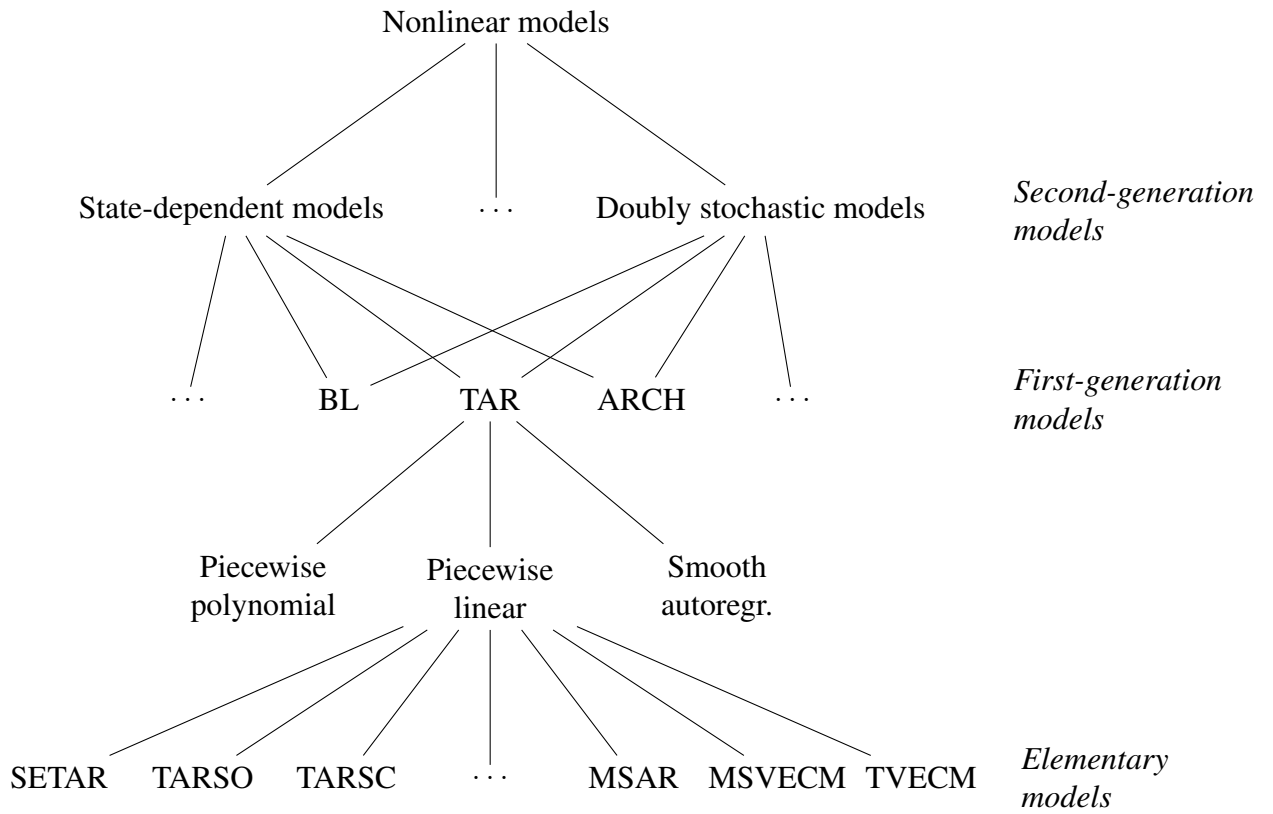 Nonlinear models
State-dependent models
· · ·
Doubly stochastic models
Second-generation
models
· · ·
BL
TAR
ARCH
· · ·
First-generation
models
Piecewise
polynomial
Piecewise
linear
Smooth
autoregr.
SETAR
TARSO
TARSC
· · ·
MSAR
MSVECM
TVECM
Elementary
models